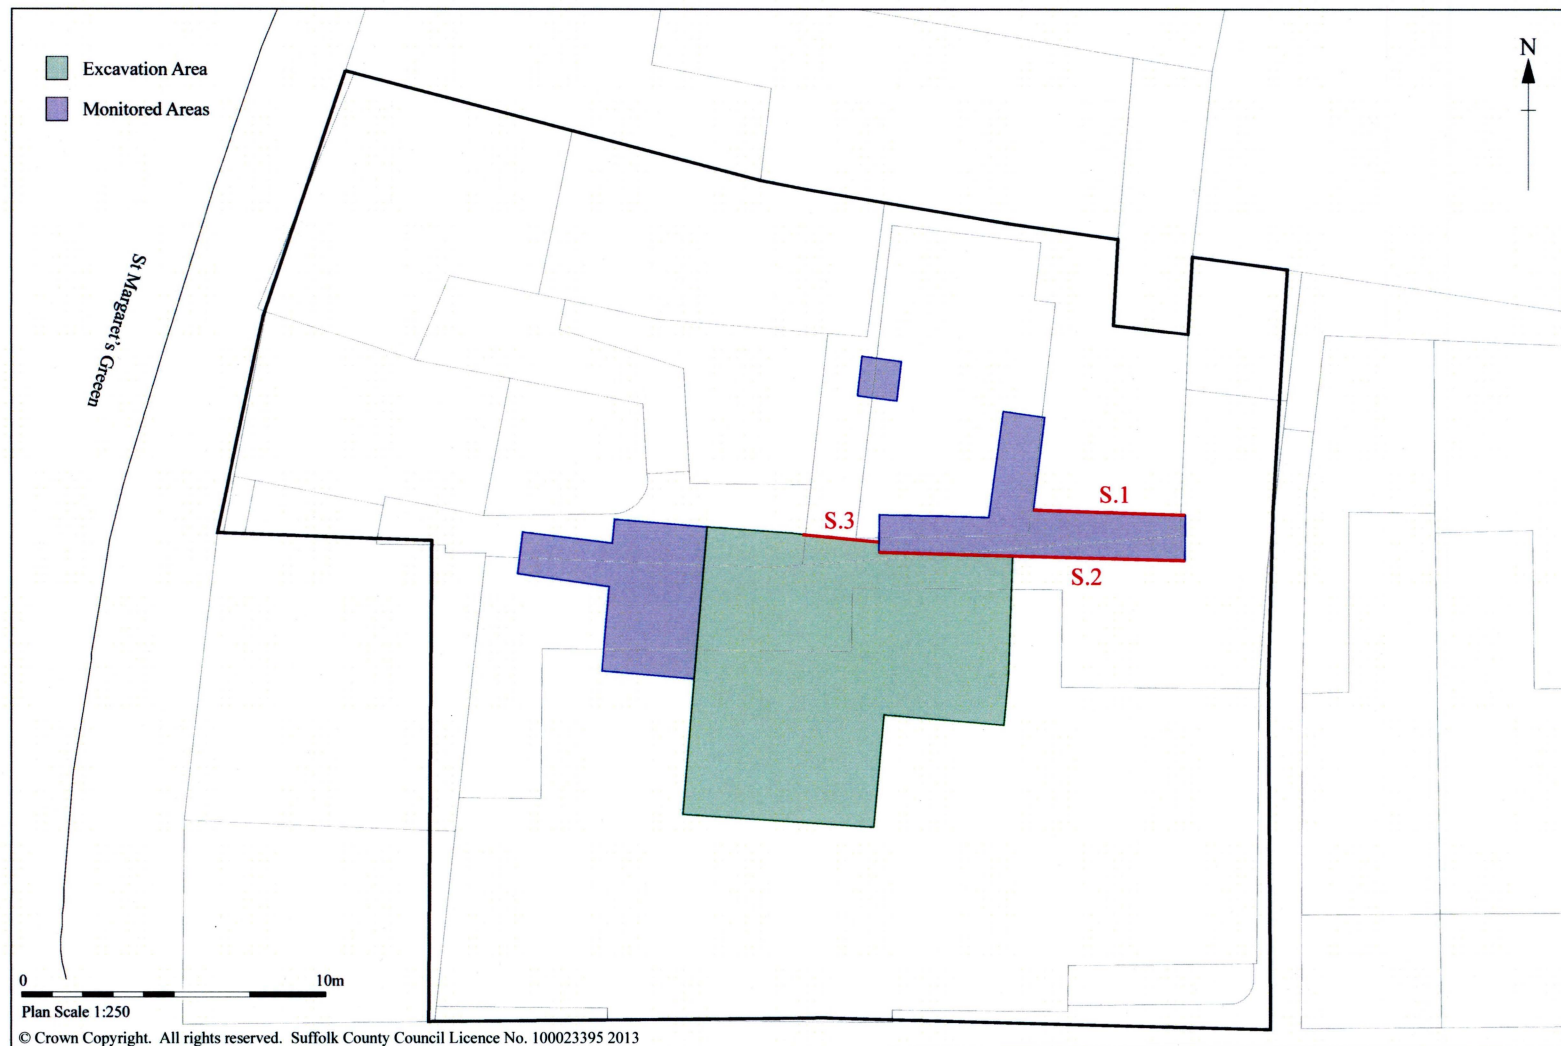 Excavation Area
Monitored Areas
N
St Margaret's Greeen
S.1
S.3
S.2
0 10m
Plan Scale 1:250
© Crown Copyright. All rights reserved. Suffolk County Council Licence No. 100023395 2013